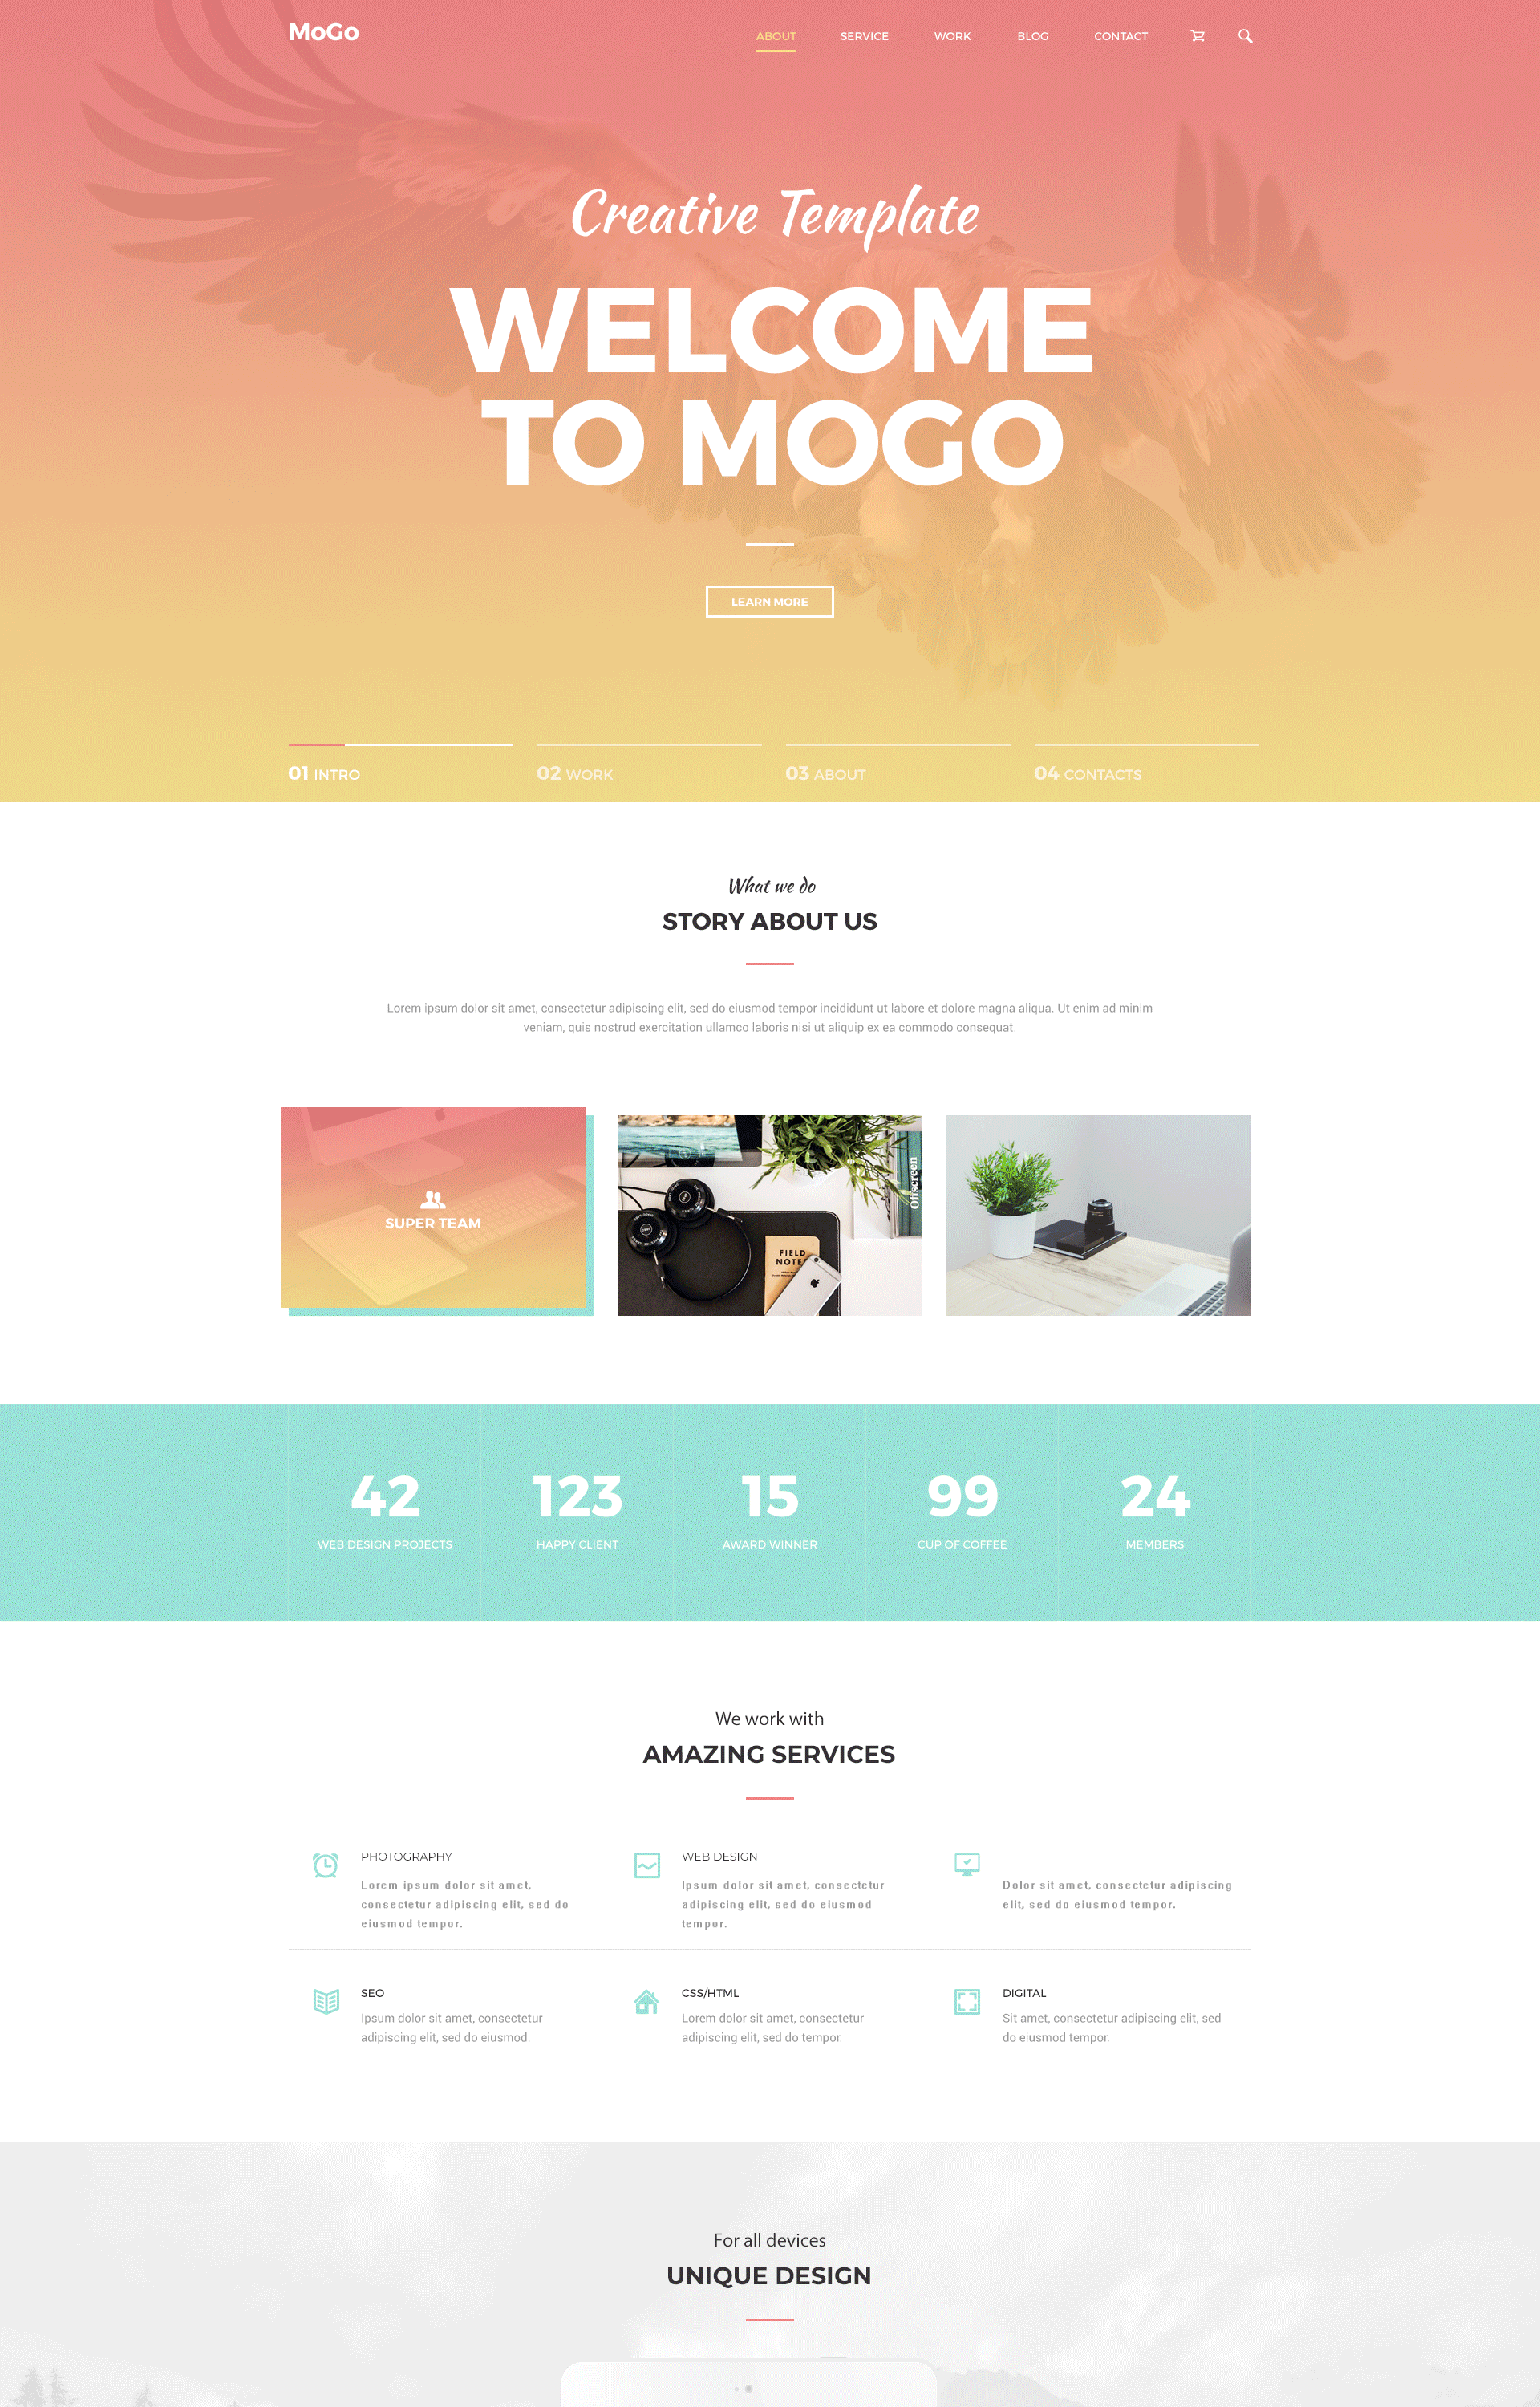 MoGo
ABOUT SERVICE WORK BLOG CONTACT
Creative Template
WELCOME
TO MOGO
LEARN MORE
01 INTRO
02 WORK
03 ABOUT
04 CONTACTS
What we do
STORY ABOUT US
Lorem ipsum dolor sit amet, consectetur adipiscing elit, sed do eiusmod tempor incididunt ut labore et dolore magna aliqua. Ut enim ad minim
veniam, quis nostrud exercitation ullamco laboris nisi ut aliquip ex ea commodo consequat.
SUPER TEAM
Offscreen
FIELD
NOTES
42
WEB DESIGN PROJECTS
123
HAPPY CLIENT
15
AWARD WINNER
99
CUP OF COFFEE
24
MEMBERS
We work with
AMAZING SERVICES
PHOTOGRAPHY
Lorem ipsum dolor sit amet,
consectetur adipiscing elit, sed do
eiusmod tempor.
WEB DESIGN
Ipsum dolor sit amet, consectetur
adipiscing elit, sed do eiusmod
tempor.
Dolor sit amet, consectetur adipiscing
elit, sed do eiusmod tempor.
SEO
Ipsum dolor sit amet, consectetur
adipiscing elit, sed do eiusmod.
CSS/HTML
Lorem dolor sit amet, consectetur
adipiscing elit, sed do tempor.
DIGITAL
Sit amet, consectetur adipiscing elit, sed
do eiusmod tempor.
For all devices
UNIQUE DESIGN